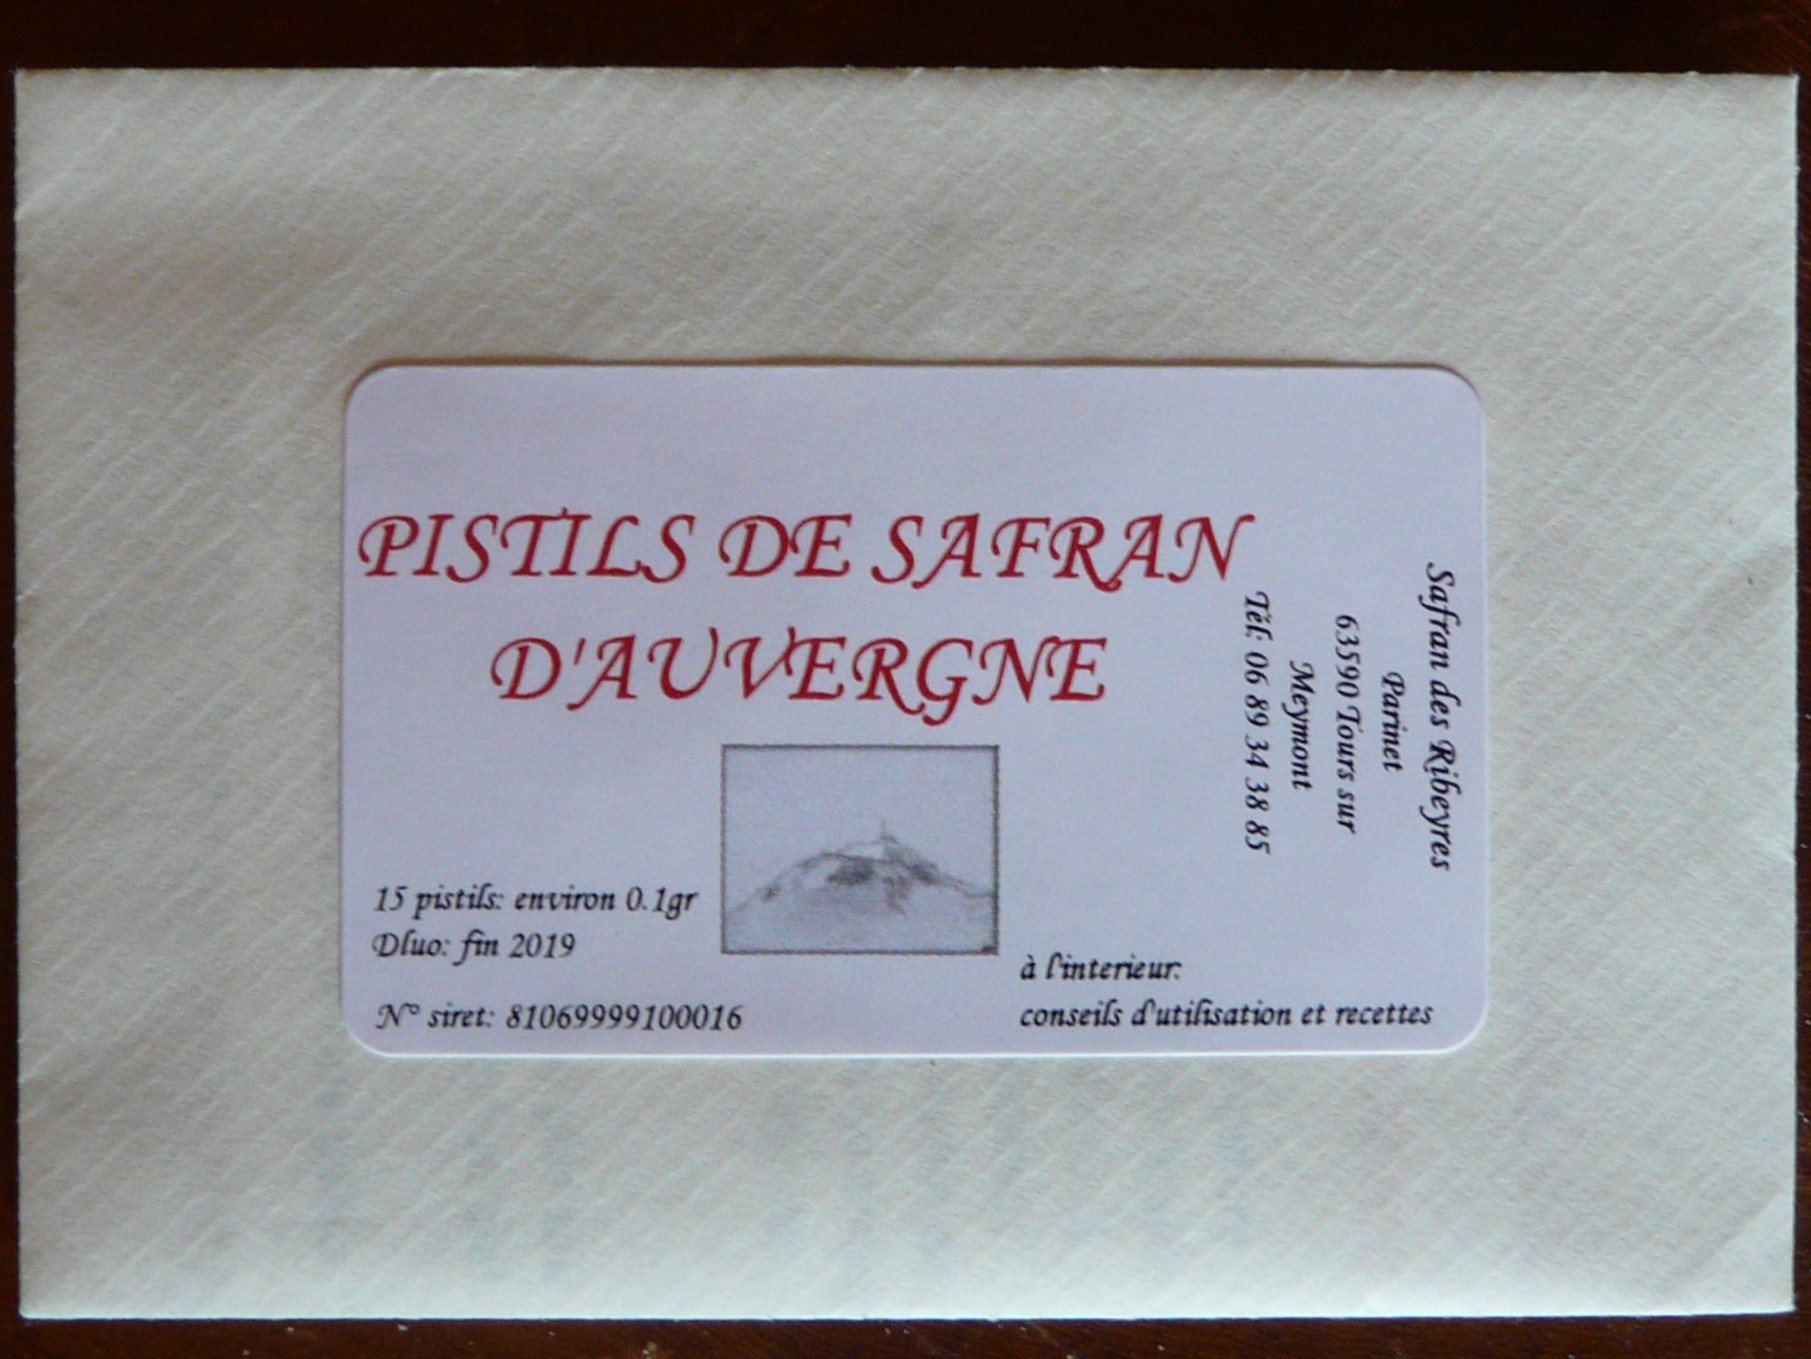 PISTILS DE SAFRAN
D'AUVERGNE
15 pistils: environ 0.1gr
Dluo: fin 2019
N° siret: 81069999100016
à l'interieur:
conseils d'utilisation et recettes
Safran des Ribeyres
Parinet
63590 Tours sur
Meymont
Tél: 06 89 34 38 85